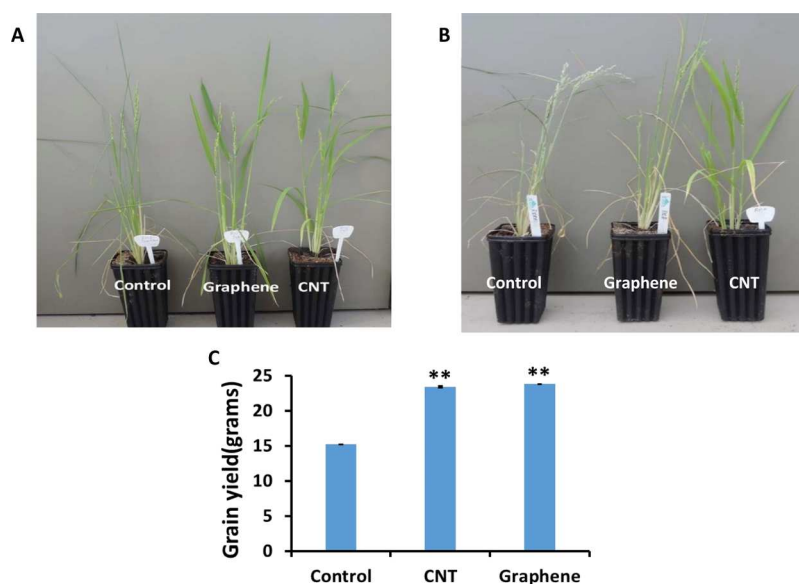 A
B
Control
Graphene
CNT
Control
Graphene
CNT
C
Grain yield(grams)
25
20
15
10
5
0
**
**
Control
CNT
Graphene